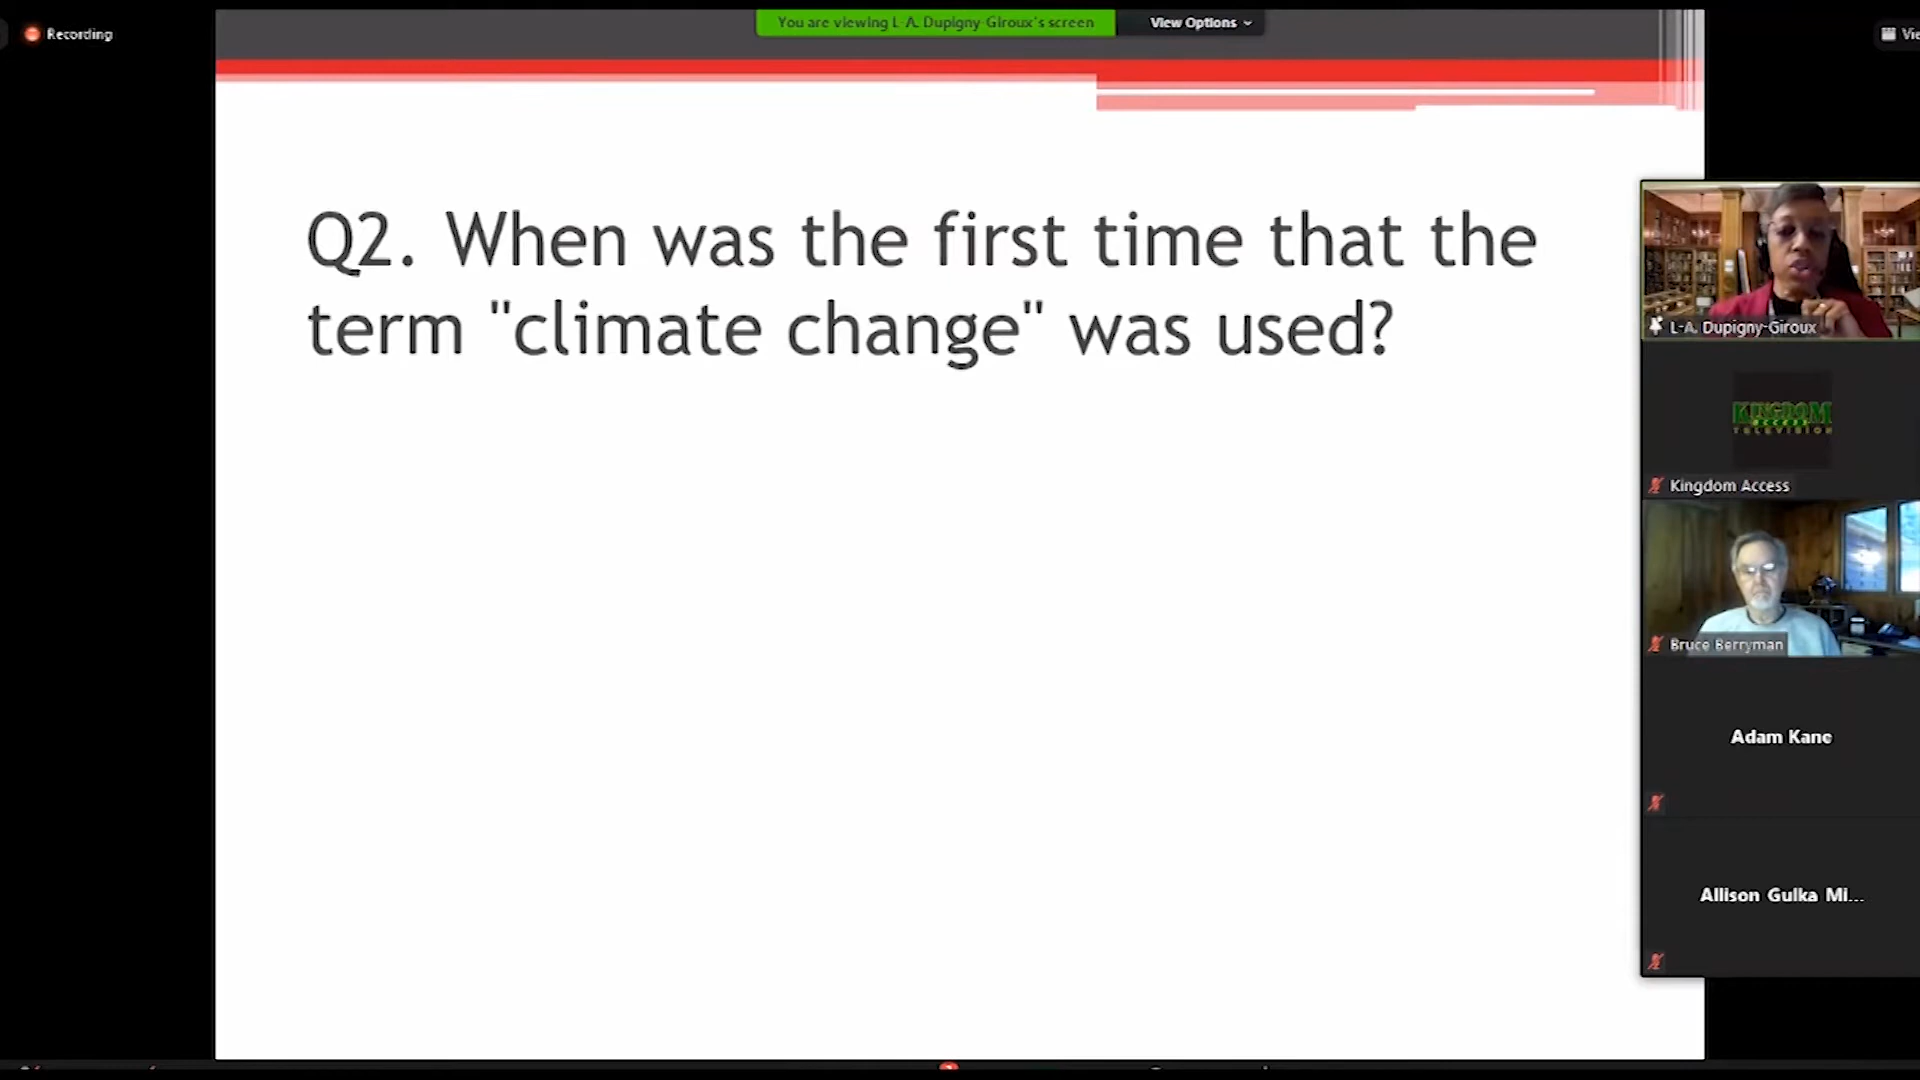 Recording
You are viewing L-A. Dupigny-Giroux's screen
View Options
Q2. When was the first time that the
term "climate change" was used?
L-A. Dupigny-Giroux
KINGDOM
ACCESS
TELEVISION
Kingdom Access
Bruce Berryman
Adam Kane
Allison Gulka Mi...